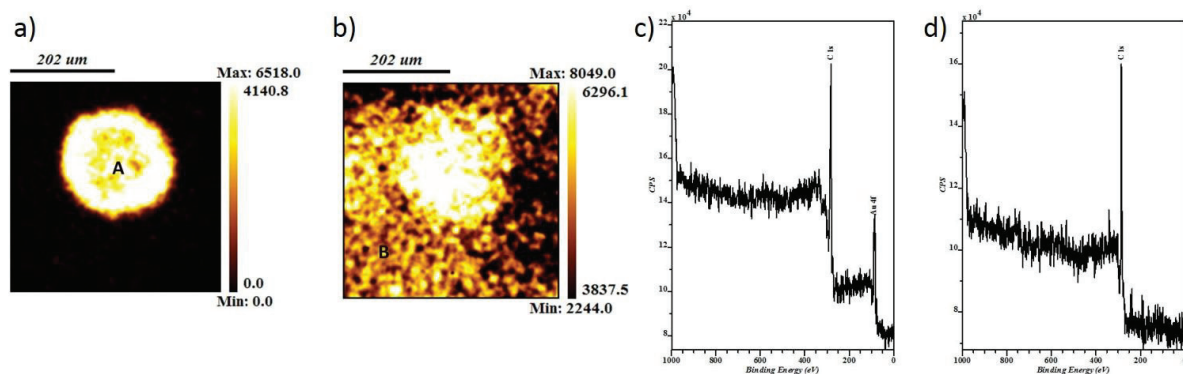 a)
202 um
Max: 6518.0
4140.8
A
0.0
Min: 0.0
b)
202 um
Max: 8049.0
6296.1
B
3837.5
Min: 2244.0
c)
x 10⁴
22
20
18
16
14
12
10
8
CPS
C 1s
Au 4f
1000 800 600 400 200 0
Binding Energy (eV)
d)
x 10⁴
16
14
12
10
8
CPS
C 1s
1000 800 600 400 200 0
Binding Energy (eV)